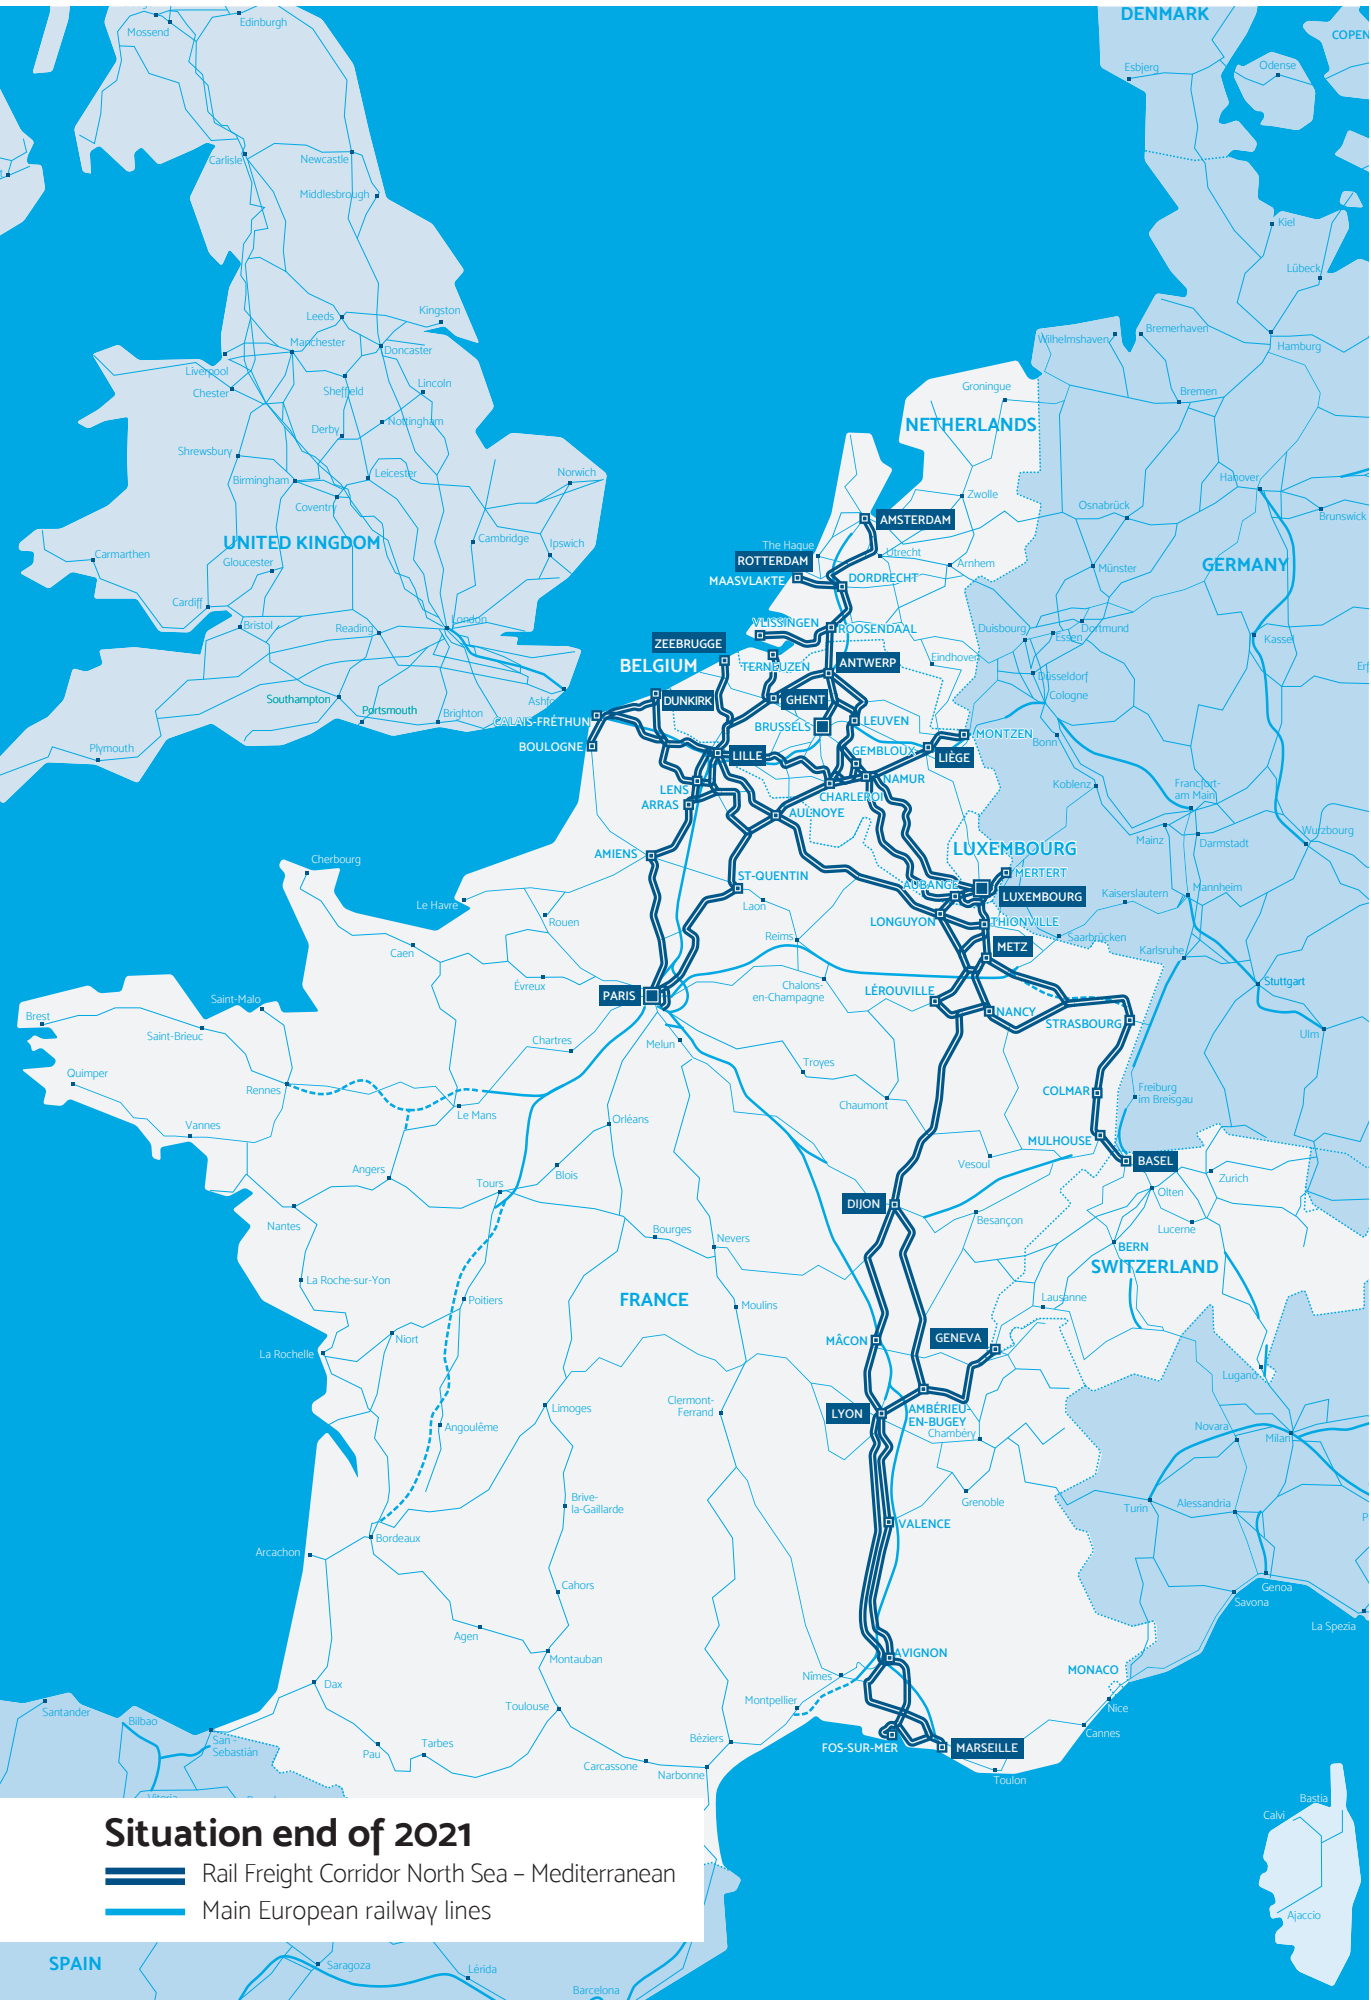 DENMARK
COPEN
Mossend
Edinburgh
Esbjerg
Odense
Carlisle
Newcastle
Middlesbrough
Kiel
Lübeck
Leeds
Kingston
Manchester
Doncaster
Liverpool
Chester
Sheffield
Lincoln
Wilhelmshaven
Bremerhaven
Hamburg
Groningue
Bremen
Derby
Nottingham
NETHERLANDS
Shrewsbury
Birmingham
Leicester
Norwich
Coventry
Zwolle
Hanover
Osnabrück
Brunswick
AMSTERDAM
UNITED KINGDOM
Cambridge
Ipswich
Carmarthen
Gloucester
The Hague
Utrecht
Arnhem
ROTTERDAM
MAASVLAKTE
DORDRECHT
Münster
GERMANY
Cardiff
Bristol
Reading
London
VLISSINGEN
ROOSENDAAL
Duisbourg
Essen
Dortmund
Kassel
ZEEBRUGGE
BELGIUM
TERNEUZEN
ANTWERP
Eindhoven
Düsseldorf
Cologne
Erf
Southampton
Portsmouth
Brighton
Ashfo
DUNKIRK
GHENT
CALAIS-FRÉTHUN
BRUSSELS
LEUVEN
Plymouth
BOULOGNE
LILLE
GEMBLOUX
LIÈGE
MONTZEN
Bonn
LENS
ARRAS
CHARLEROI
NAMUR
AULNOYE
Koblenz
Francfort-
am Main
Mainz
Darmstadt
Wurzbourg
AMIENS
LUXEMBOURG
Cherbourg
ST-QUENTIN
Laon
AUBANGE
MERTERT
LUXEMBOURG
Kaiserslautern
Mannheim
Le Havre
Rouen
LONGUYON
THIONVILLE
Caen
Reims
METZ
Saarbrücken
Karlsruhe
Évreux
PARIS
Chalons-
en-Champagne
LÉROUVILLE
NANCY
STRASBOURG
Stuttgart
Ulm
Brest
Saint-Malo
Saint-Brieuc
Chartres
Melun
Quimper
Rennes
Le Mans
Troyes
Chaumont
COLMAR
Freiburg
im Breisgau
Vannes
Orléans
MULHOUSE
Angers
Tours
Blois
Vesoul
BASEL
Zurich
Olten
Nantes
DIJON
Besançon
Lucerne
Bourges
Nevers
BERN
SWITZERLAND
La Roche-sur-Yon
Poitiers
FRANCE
Moulins
Lausanne
Niort
La Rochelle
MÂCON
GENEVA
Lugano
Limoges
Clermont-
Ferrand
LYON
AMBÉRIEU-
EN-BUGEY
Chambéry
Angoulême
Novara
Milan
Brive-
la-Gaillarde
Grenoble
Turin
Alessandria
P
VALENCE
Bordeaux
Arcachon
Cahors
Genoa
Savona
La Spezia
Agen
Montauban
AVIGNON
MONACO
Dax
Nîmes
Montpellier
Nice
Toulouse
Cannes
Santander
Bilbao
San -
Sebastián
Pau
Tarbes
Béziers
FOS-SUR-MER
MARSEILLE
Carcassone
Narbonne
Toulon
Bastia
Calvi
Situation end of 2021
Rail Freight Corridor North Sea – Mediterranean
Main European railway lines
Ajaccio
SPAIN
Saragoza
Lérida
Barcelona